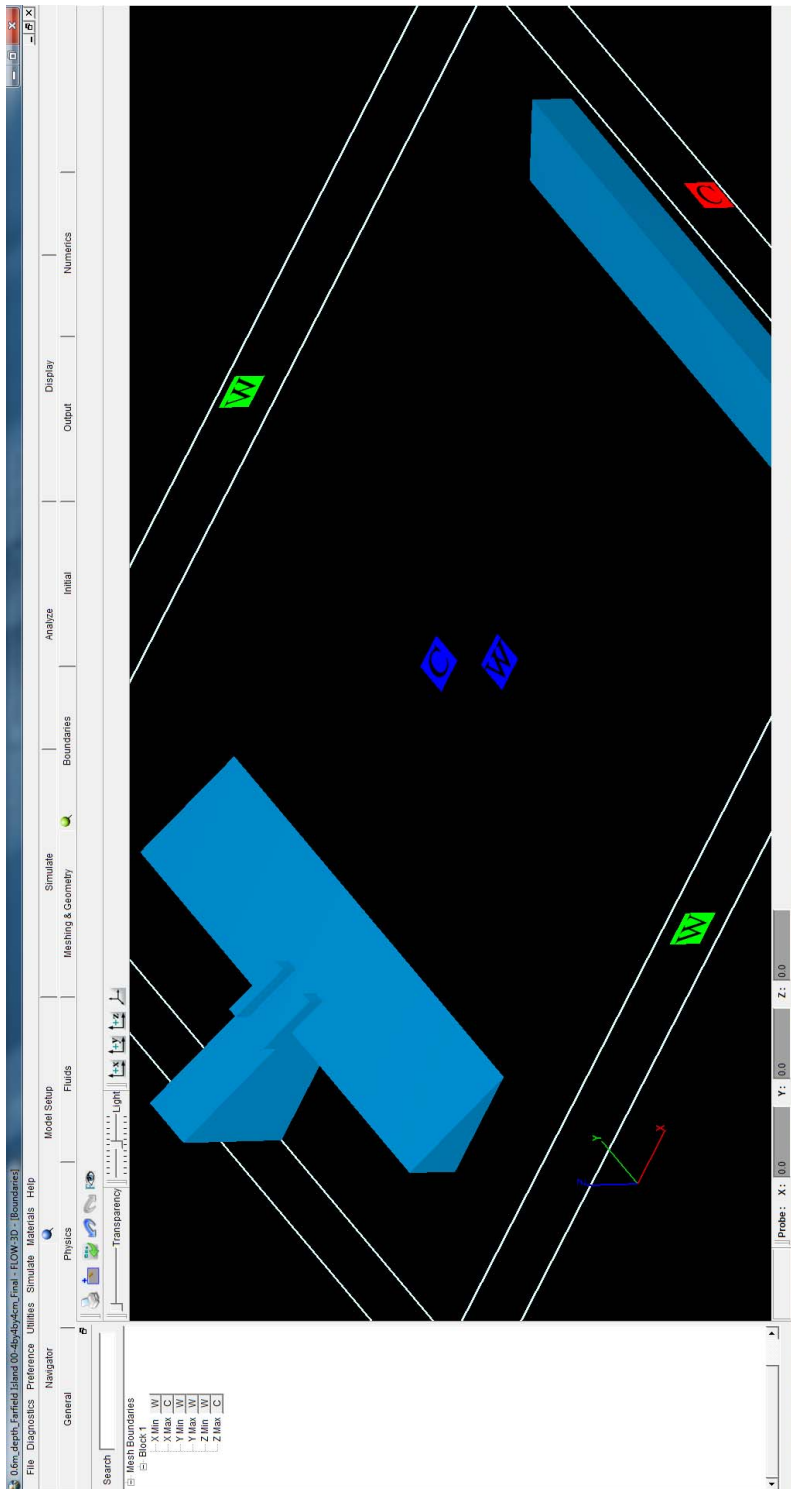 0.6m_depth_Farfield Island 00-4by4by4cm_Final - FLOW-3D - [Boundaries]
File Diagnostics Preference Utilities Simulate Materials Help
Navigator Model Setup Simulate Analyze Display
General Physics Fluids Meshing & Geometry Boundaries Initial Output Numerics
Search
Transparency Light +x +y +z
Mesh Boundaries
Block 1
X Min W
X Max C
Y Min W
Y Max W
Z Min W
Z Max C
W
C
C
W
W
Z
Y
X
Probe: X: 0.0 Y: 0.0 Z: 0.0